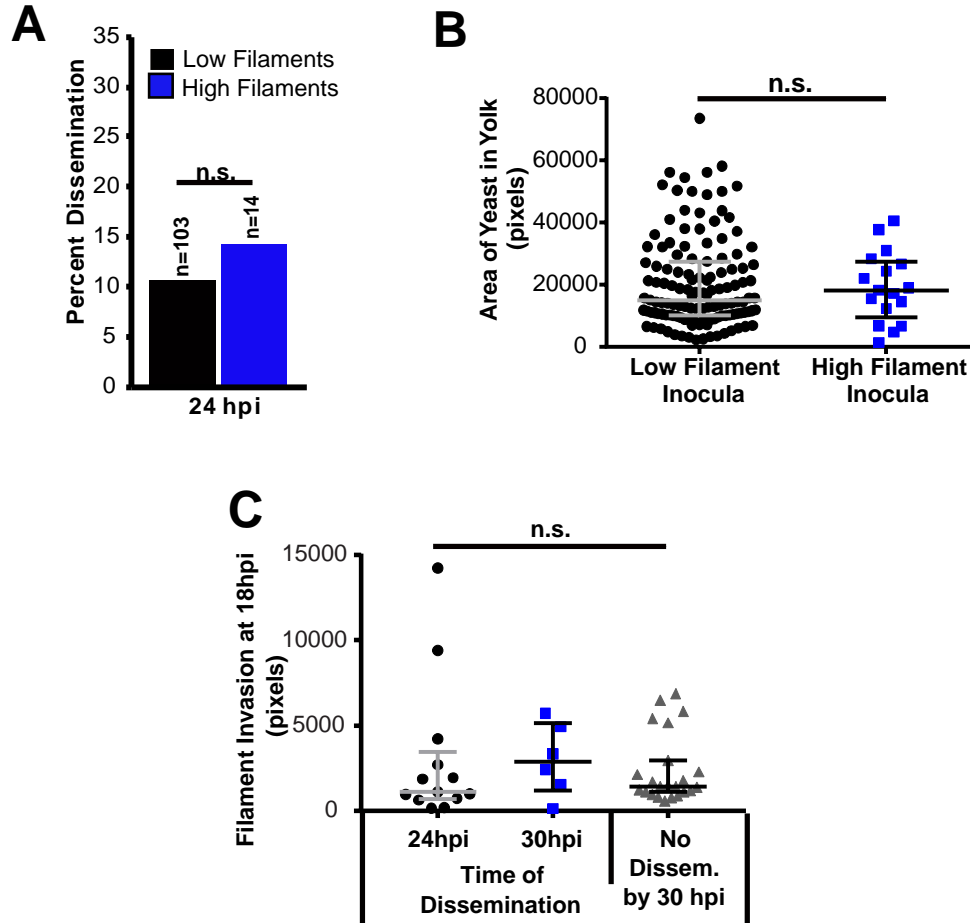 A
Percent Dissemination
35
30
25
20
15
10
5
0
Low Filaments
High Filaments
n.s.
n=103
n=14
24 hpi
B
Area of Yeast in Yolk
(pixels)
80000
60000
40000
20000
0
n.s.
Low Filament
Inocula
High Filament
Inocula
C
Filament Invasion at 18hpi
(pixels)
15000
10000
5000
0
n.s.
24hpi
30hpi
Time of
Dissemination
No
Dissem.
by 30 hpi